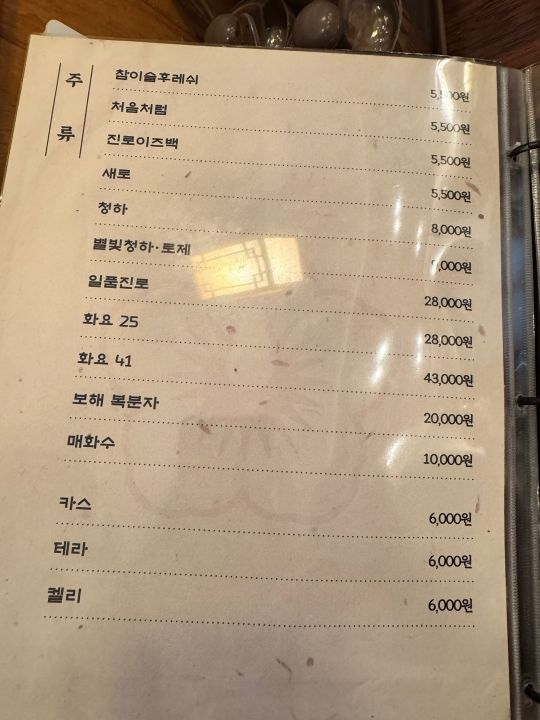 주류
참이슬후레쉬 5,500원
처음처럼 5,500원
진로이즈백 5,500원
새로 5,500원
청하 8,000원
별빛청하·로제
일품진로 28,000원
화요 25 28,000원
화요 41 43,000원
보해 복분자 20,000원
매화수 10,000원
카스 6,000원
테라 6,000원
켈리 6,000원